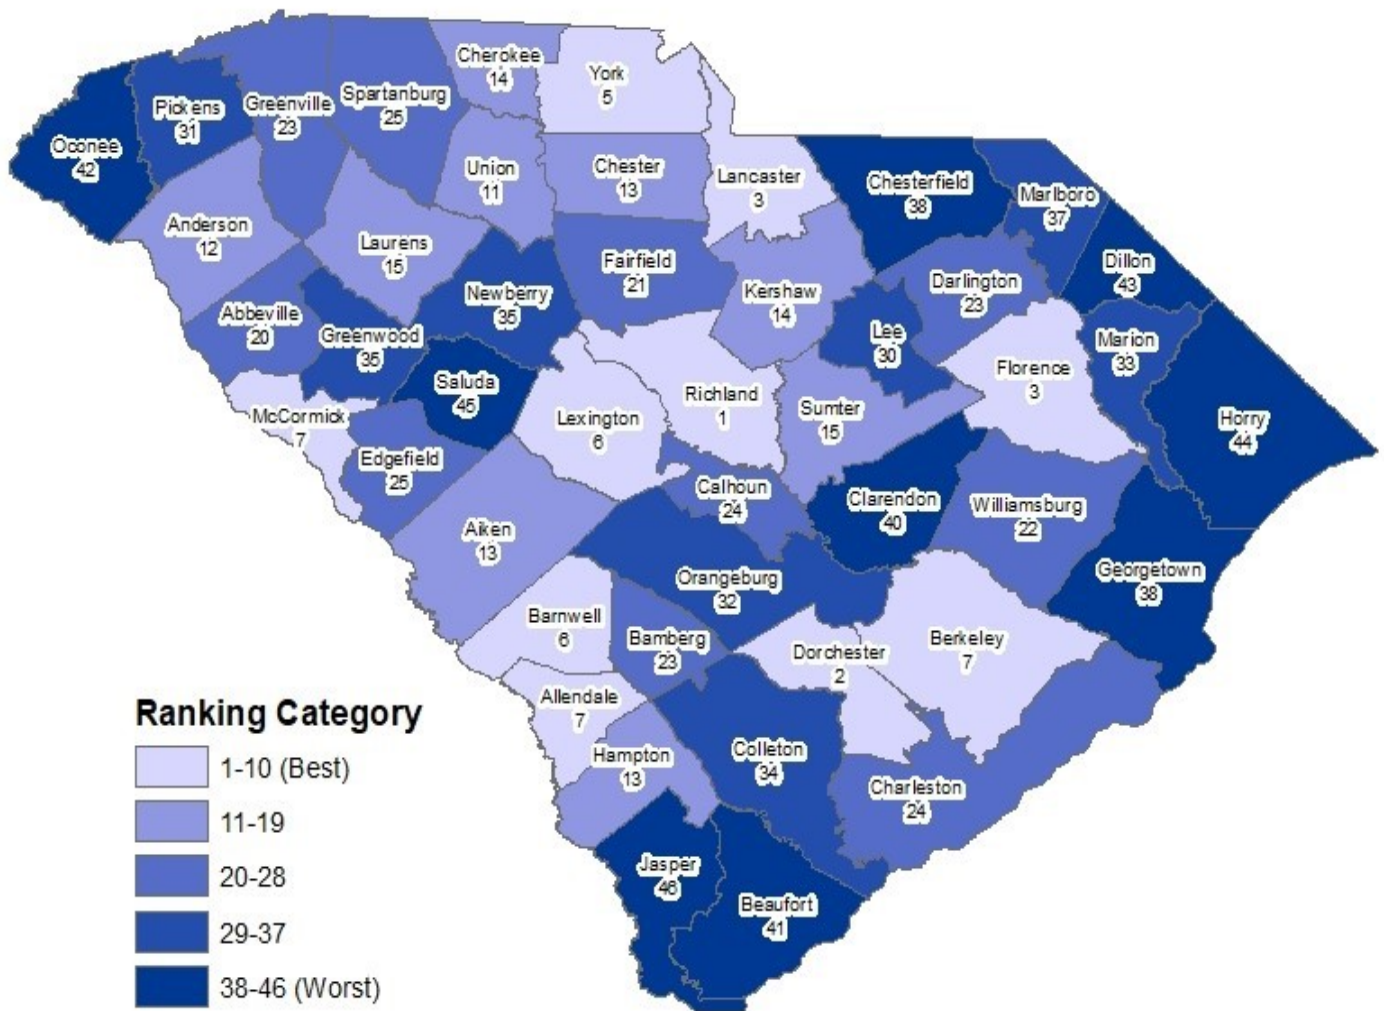 Cherokee
14
York
5
Pickens
31
Greenville
23
Spartanburg
25
Oconee
42
Union
11
Chester
13
Lancaster
3
Chesterfield
38
Marlboro
37
Anderson
12
Laurens
15
Fairfield
21
Newberry
35
Kershaw
14
Darlington
23
Dillon
43
Abbeville
20
Greenwood
35
Lee
30
Marion
33
Florence
3
Saluda
45
Richland
1
McCormick
7
Lexington
6
Sumter
15
Horry
44
Edgefield
25
Calhoun
24
Clarendon
40
Williamsburg
22
Aiken
13
Orangeburg
32
Georgetown
38
Barnwell
6
Bamberg
23
Dorchester
2
Berkeley
7
Allendale
7
Hampton
13
Colleton
34
Charleston
24
Jasper
46
Beaufort
41
Ranking Category
1-10 (Best)
11-19
20-28
29-37
38-46 (Worst)